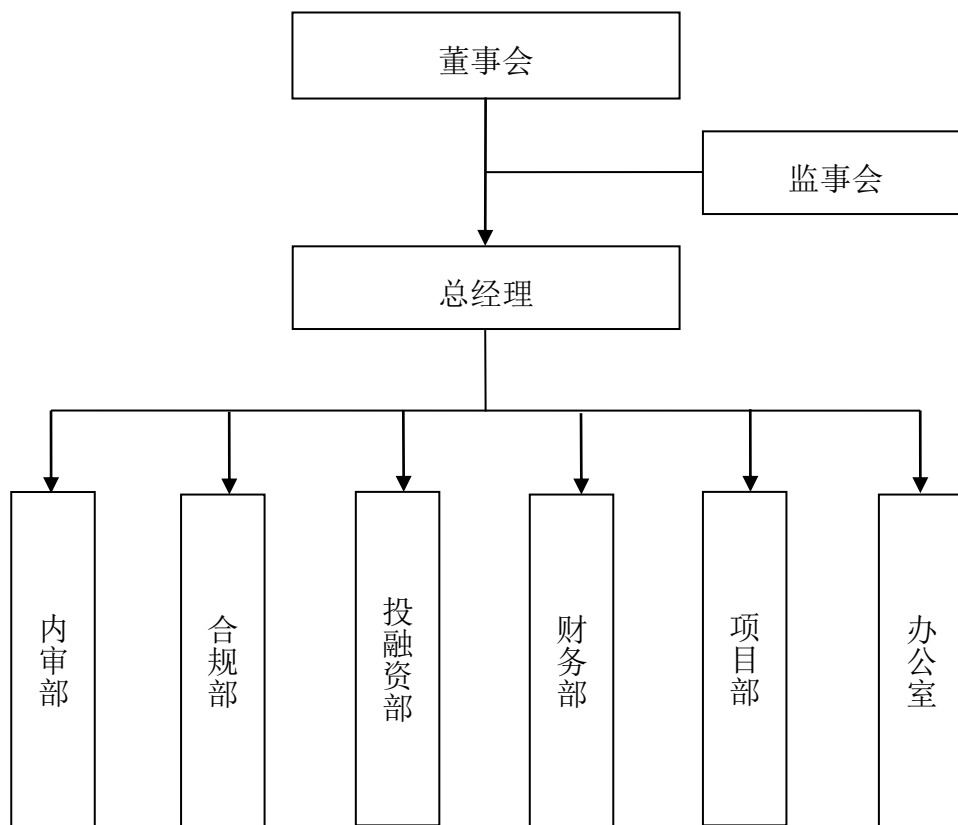 董事会
监事会
总经理
内审部
合规部
投融资部
财务部
项目部
办公室